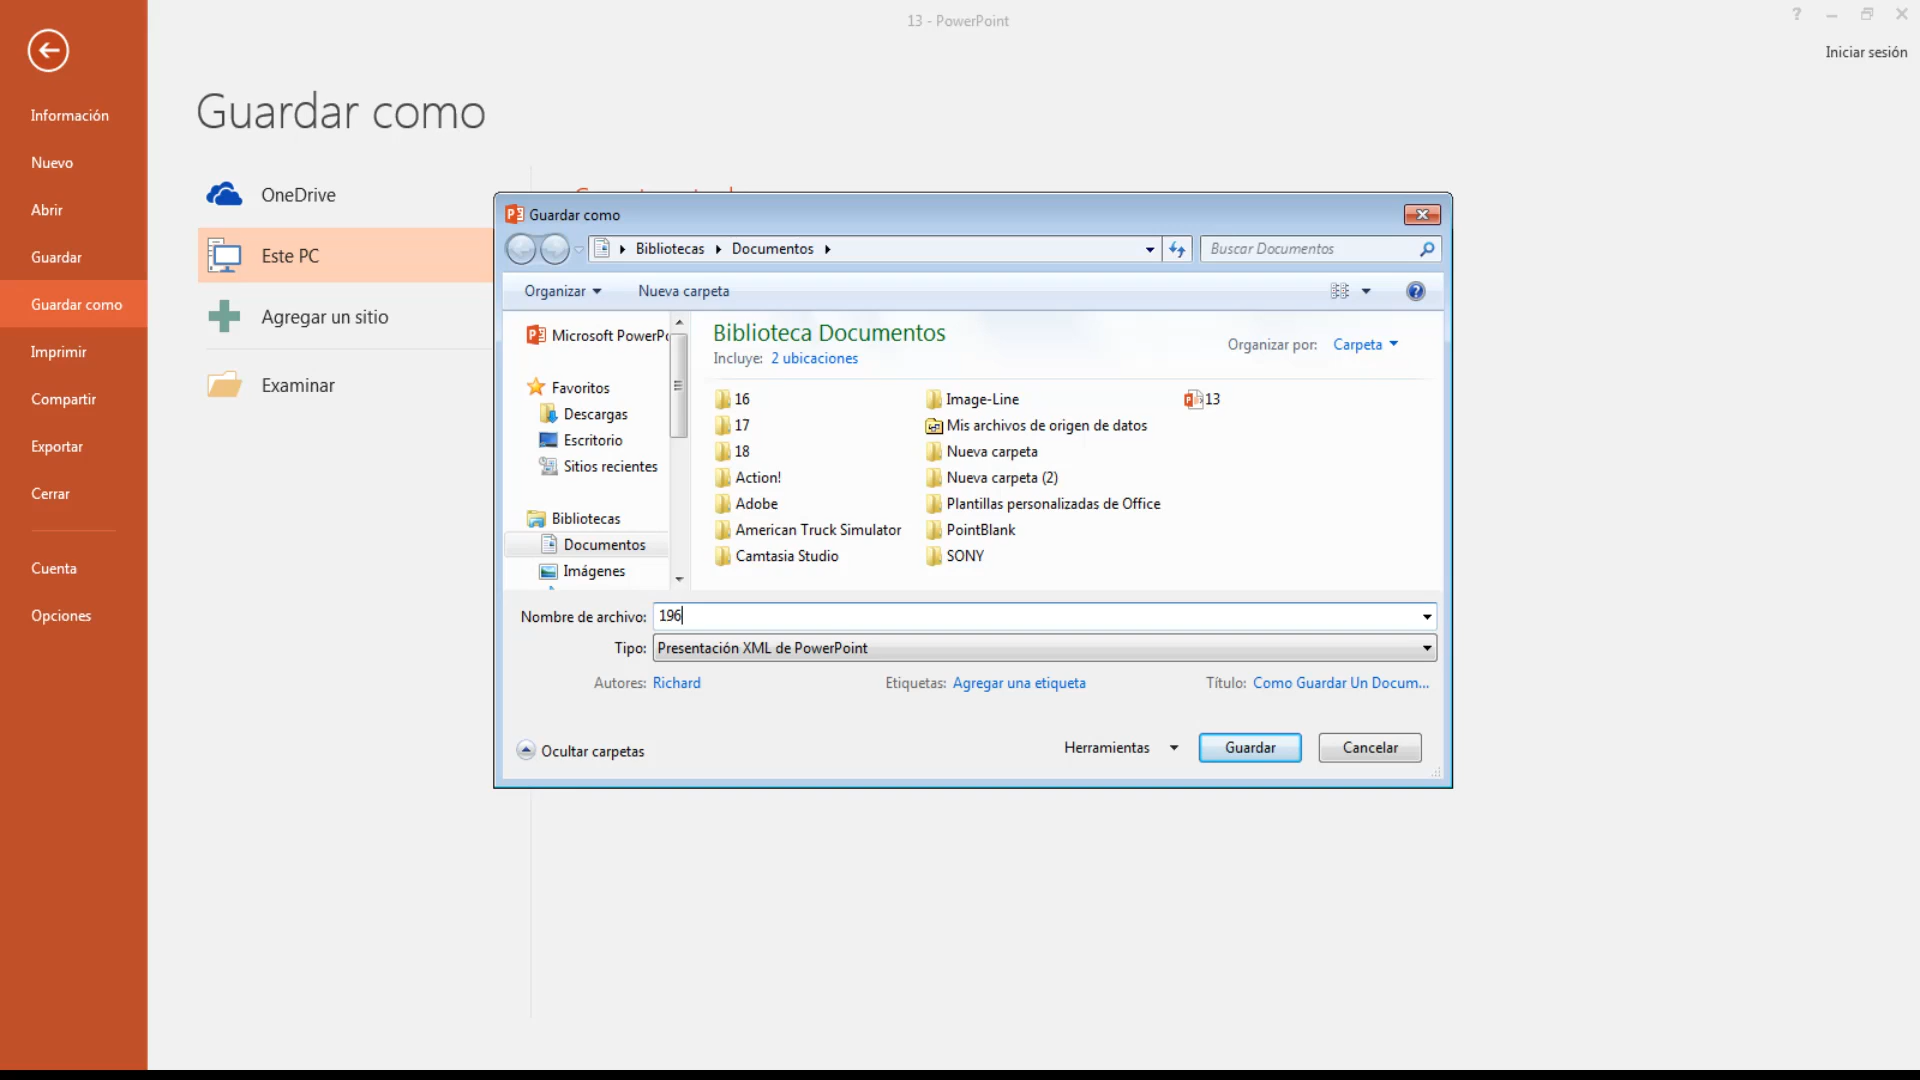 13 - PowerPoint
?
Iniciar sesión
Información
Nuevo
Abrir
Guardar
Guardar como
Imprimir
Compartir
Exportar
Cerrar
Cuenta
Opciones
Guardar como
OneDrive
Este PC
Agregar un sitio
Examinar
Guardar como
Bibliotecas
Documentos
Buscar Documentos
Organizar
Nueva carpeta
Microsoft PowerPo
Favoritos
Descargas
Escritorio
Sitios recientes
Bibliotecas
Documentos
Imágenes
Biblioteca Documentos
Incluye: 2 ubicaciones
Organizar por: Carpeta
16
17
18
Action!
Adobe
American Truck Simulator
Camtasia Studio
Image-Line
Mis archivos de origen de datos
Nueva carpeta
Nueva carpeta (2)
Plantillas personalizadas de Office
PointBlank
SONY
13
Nombre de archivo: 196
Tipo: Presentación XML de PowerPoint
Autores: Richard
Etiquetas: Agregar una etiqueta
Título: Como Guardar Un Docum...
Ocultar carpetas
Herramientas
Guardar
Cancelar